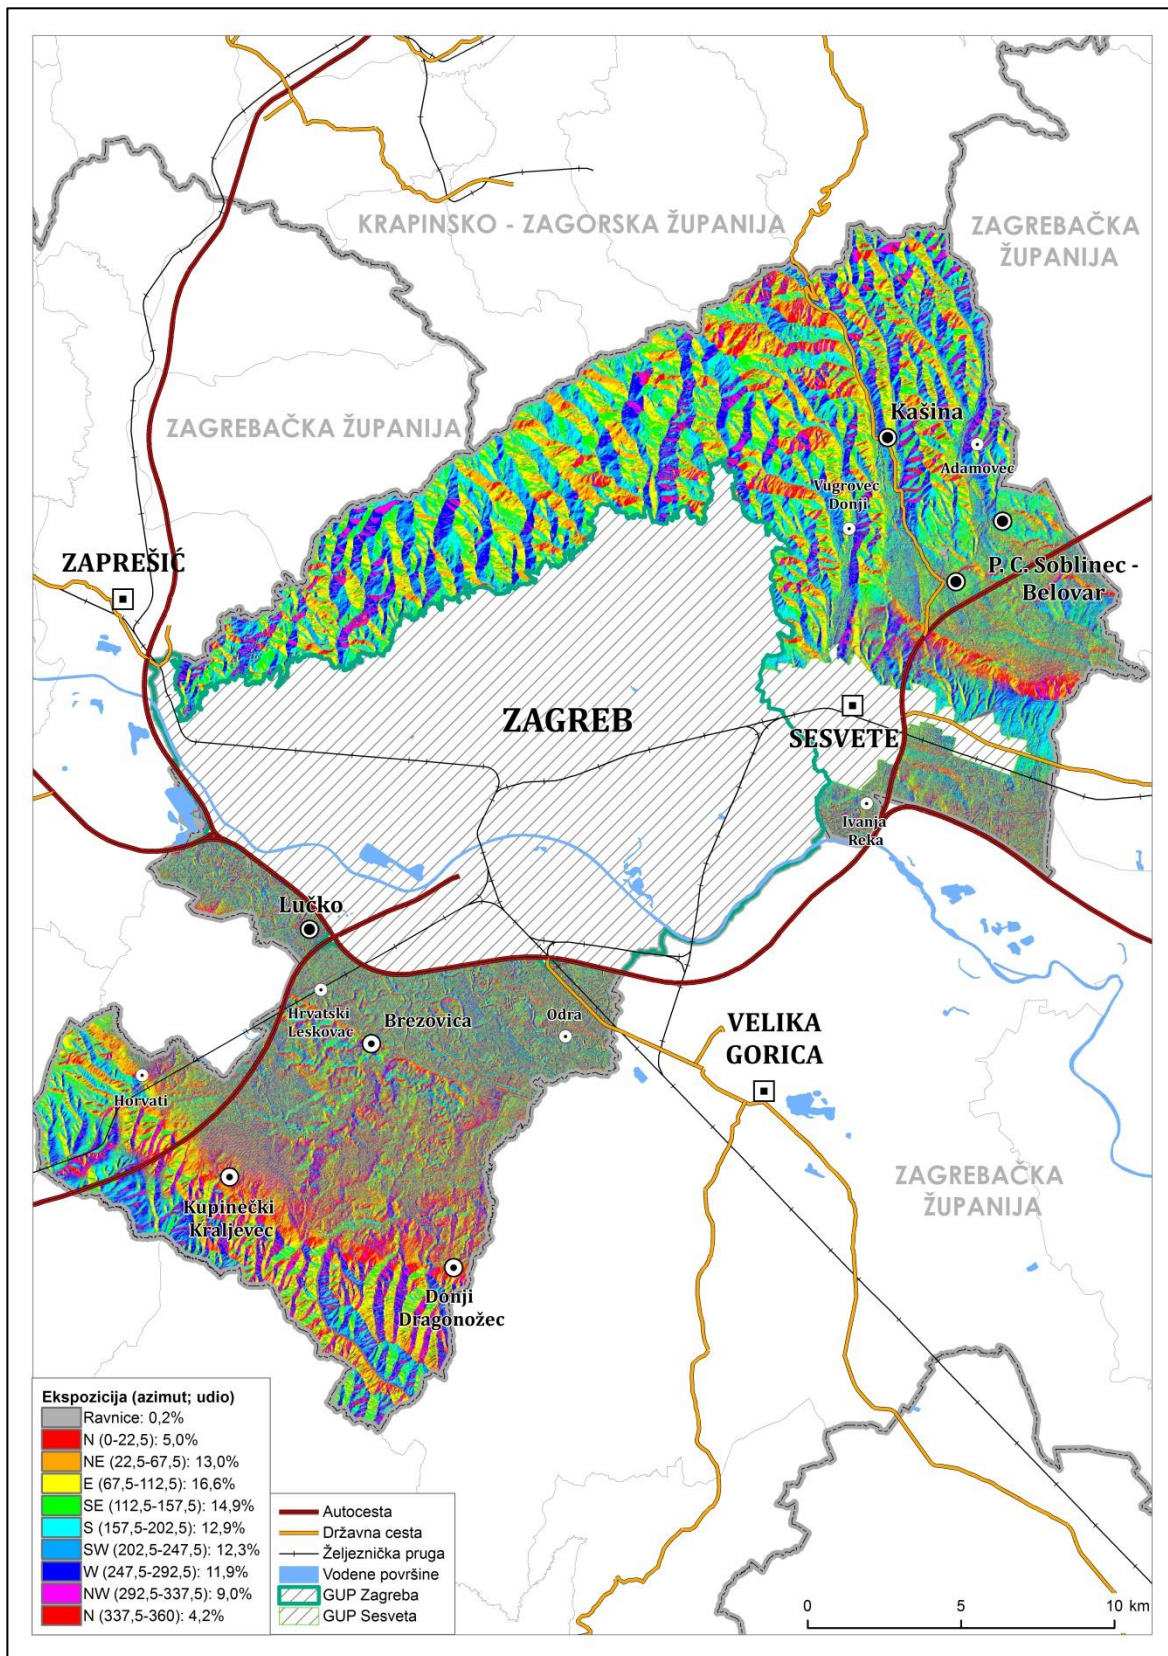 KRAPINSKO - ZAGORSKA ŽUPANIJA
ZAGREBAČKA
ŽUPANIJA
ZAGREBAČKA ŽUPANIJA
Kašina
Adamovec
Vugrovec
Donji
ZAPREŠIĆ
P. C. Soblinec -
Belovar
ZAGREB
SESVETE
Ivanja
Reka
Lučko
Hrvatski
Leskovac
Brezovica
Odra
VELIKA
GORICA
Horvati
ZAGREBAČKA
ŽUPANIJA
Kupinečki
Kraljevec
Donji
Dragonožec
Ekspozicija (azimut; udio)
Ravnice: 0,2%
N (0-22,5): 5,0%
NE (22,5-67,5): 13,0%
E (67,5-112,5): 16,6%
SE (112,5-157,5): 14,9%
S (157,5-202,5): 12,9%
SW (202,5-247,5): 12,3%
W (247,5-292,5): 11,9%
NW (292,5-337,5): 9,0%
N (337,5-360): 4,2%
Autocesta
Državna cesta
Željeznička pruga
Vodene površine
GUP Zagreba
GUP Sesveta
0 5 10 km